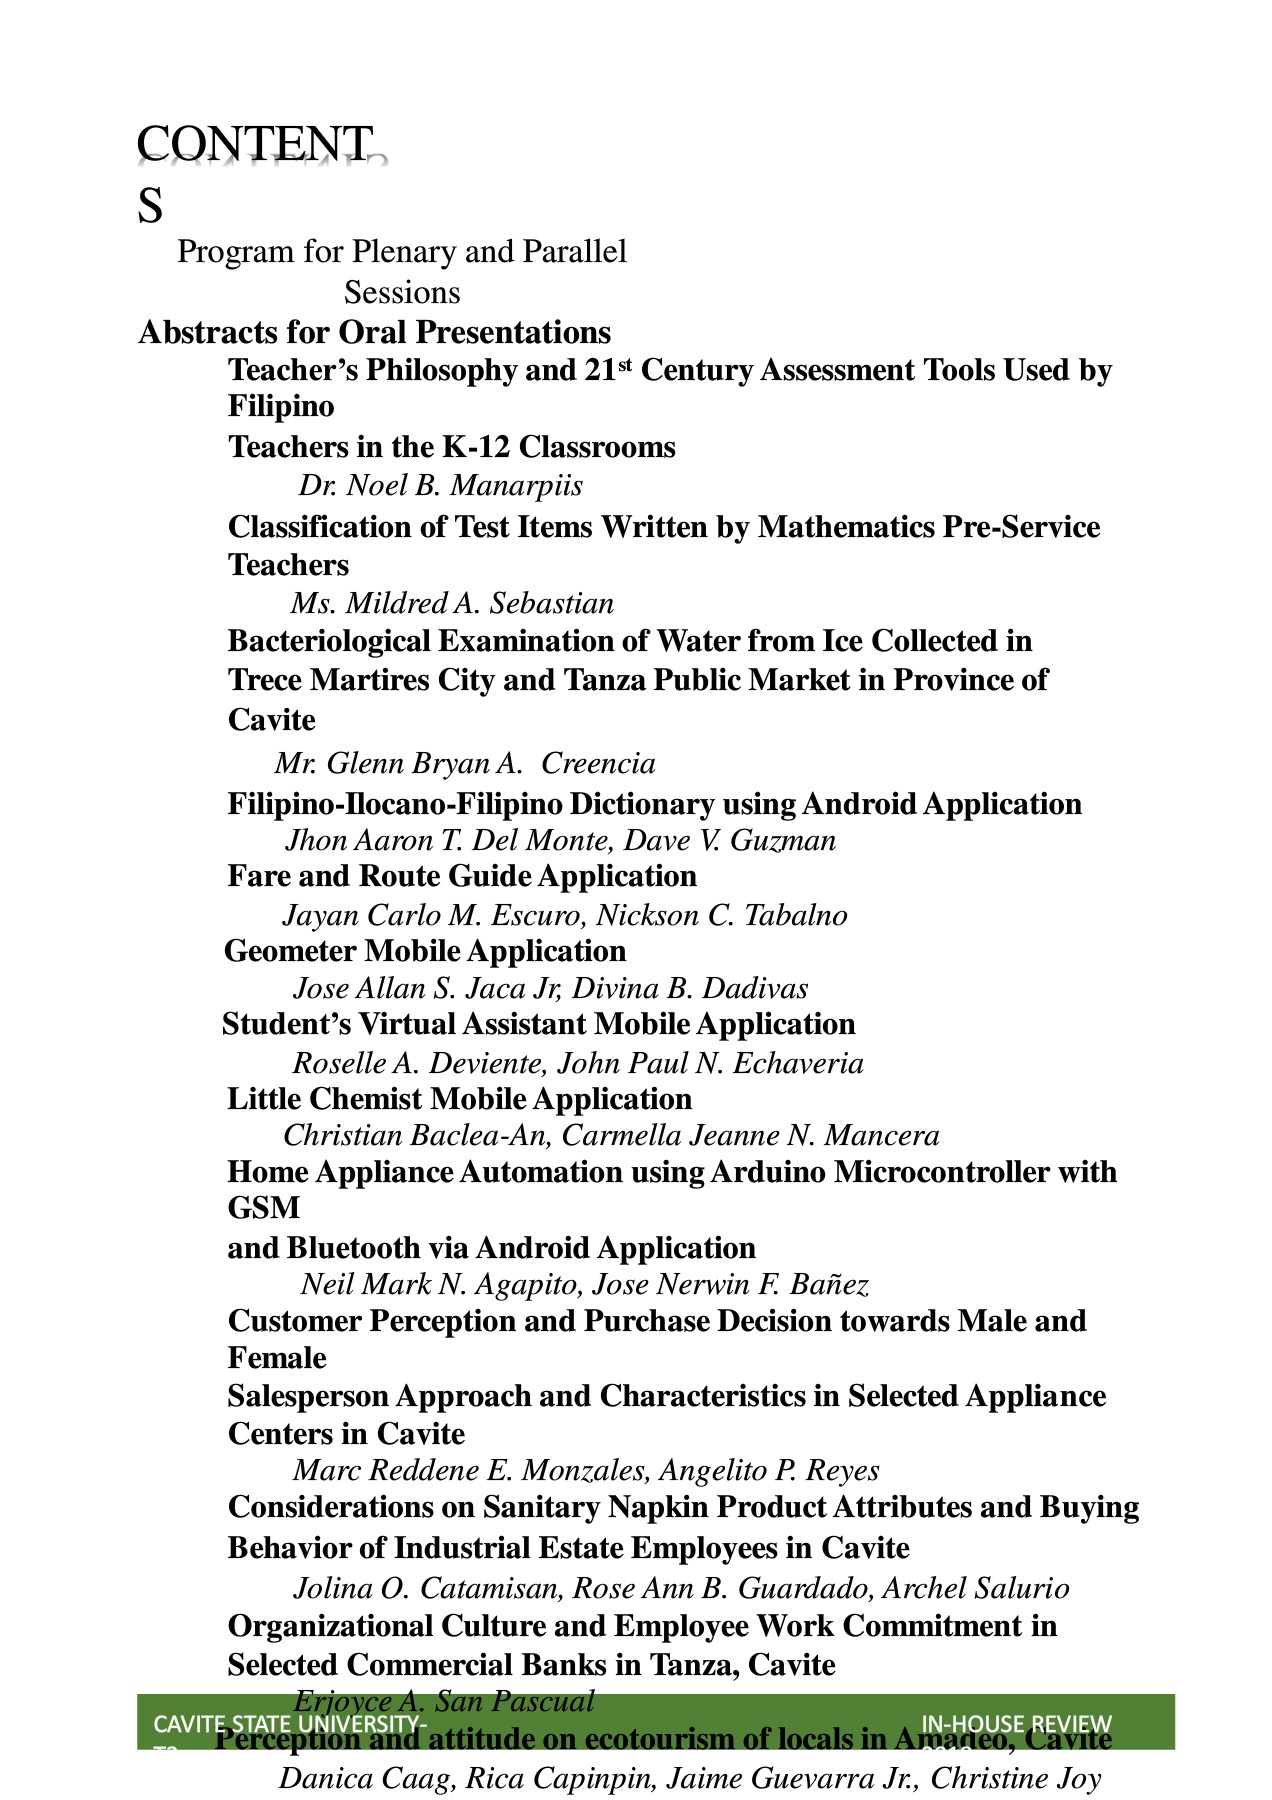 CONTENT
S
Program for Plenary and Parallel
Sessions
Abstracts for Oral Presentations
Teacher’s Philosophy and 21st Century Assessment Tools Used by
Filipino
Teachers in the K-12 Classrooms
Dr. Noel B. Manarpiis
Classification of Test Items Written by Mathematics Pre-Service
Teachers
Ms. Mildred A. Sebastian
Bacteriological Examination of Water from Ice Collected in
Trece Martires City and Tanza Public Market in Province of
Cavite
Mr. Glenn Bryan A. Creencia
Filipino-Ilocano-Filipino Dictionary using Android Application
Jhon Aaron T. Del Monte, Dave V. Guzman
Fare and Route Guide Application
Jayan Carlo M. Escuro, Nickson C. Tabalno
Geometer Mobile Application
Jose Allan S. Jaca Jr, Divina B. Dadivas
Student’s Virtual Assistant Mobile Application
Roselle A. Deviente, John Paul N. Echaveria
Little Chemist Mobile Application
Christian Baclea-An, Carmella Jeanne N. Mancera
Home Appliance Automation using Arduino Microcontroller with
GSM
and Bluetooth via Android Application
Neil Mark N. Agapito, Jose Nerwin F. Bañez
Customer Perception and Purchase Decision towards Male and
Female
Salesperson Approach and Characteristics in Selected Appliance
Centers in Cavite
Marc Reddene E. Monzales, Angelito P. Reyes
Considerations on Sanitary Napkin Product Attributes and Buying
Behavior of Industrial Estate Employees in Cavite
Jolina O. Catamisan, Rose Ann B. Guardado, Archel Salurio
Organizational Culture and Employee Work Commitment in
Selected Commercial Banks in Tanza, Cavite
Erjoyce A. San Pascual
CAVITE STATE UNIVERSITY-
IN-HOUSE REVIEW
Perception and attitude on ecotourism of locals in Amadeo, Cavite
Danica Caag, Rica Capinpin, Jaime Guevarra Jr., Christine Joy